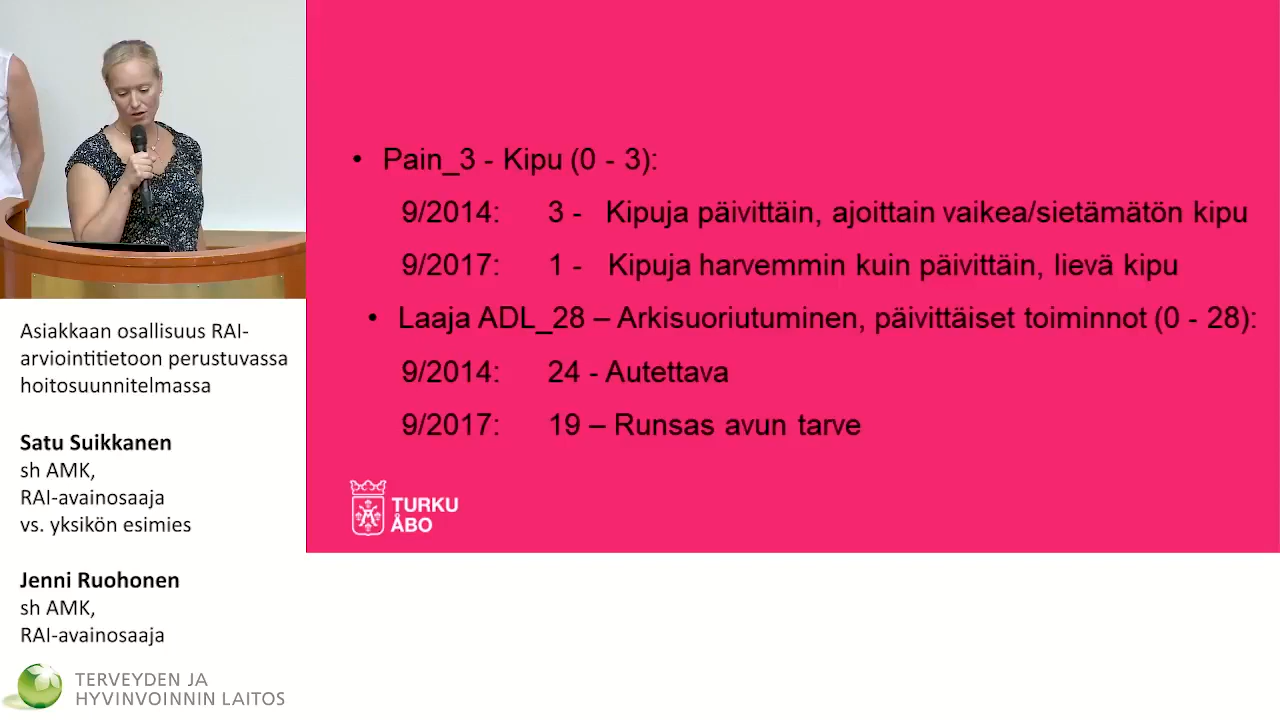 • Pain_3 - Kipu (0 - 3):
9/2014: 3 - Kipuja päivittäin, ajoittain vaikea/sietämätön kipu
9/2017: 1 - Kipuja harvemmin kuin päivittäin, lievä kipu
• Laaja ADL_28 – Arkisuoriutuminen, päivittäiset toiminnot (0 - 28):
9/2014: 24 - Autettava
9/2017: 19 – Runsas avun tarve
TURKU
ÅBO
Asiakkaan osallisuus RAI-
arviointitietoon perustuvassa
hoitosuunnitelmassa
Satu Suikkanen
sh AMK,
RAI-avainosaaja
vs. yksikön esimies
Jenni Ruohonen
sh AMK,
RAI-avainosaaja
TERVEYDEN JA
HYVINVOINNIN LAITOS